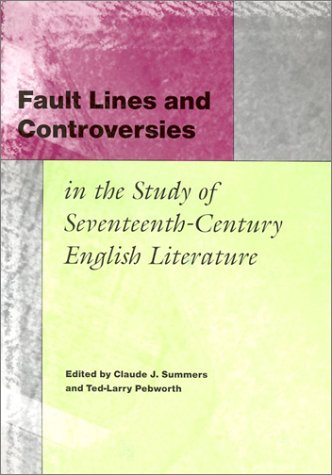 Fault Lines and
Controversies
in the Study of
Seventeenth-Century
English Literature
Edited by Claude J. Summers
and Ted-Larry Pebworth